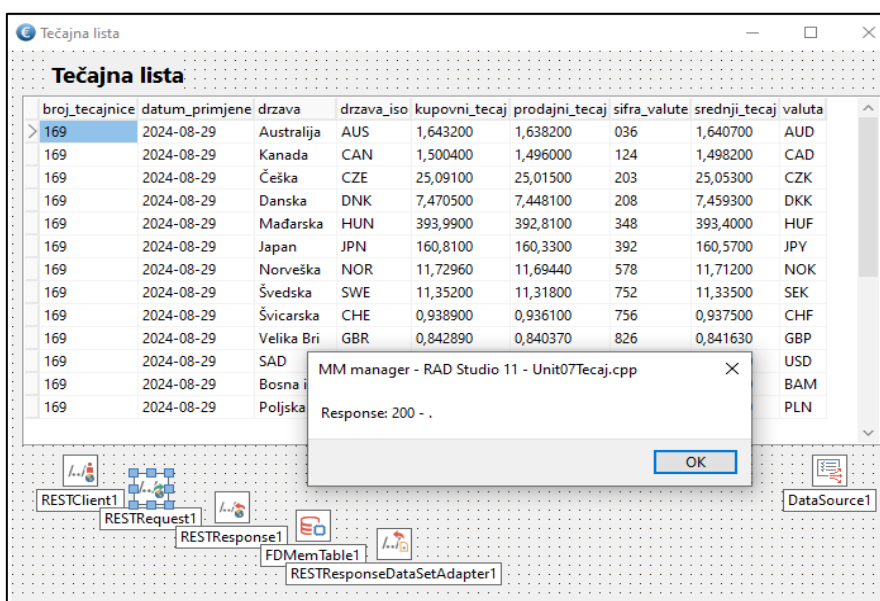 Tečajna lista
Tečajna lista
broj_tecajnice datum_primjene drzava drzava_iso kupovni_tecaj prodajni_tecaj sifra_valute srednji_tecaj valuta
169 2024-08-29 Australija AUS 1,643200 1,638200 036 1,640700 AUD
169 2024-08-29 Kanada CAN 1,500400 1,496000 124 1,498200 CAD
169 2024-08-29 Češka CZE 25,09100 25,01500 203 25,05300 CZK
169 2024-08-29 Danska DNK 7,470500 7,448100 208 7,459300 DKK
169 2024-08-29 Mađarska HUN 393,9900 392,8100 348 393,4000 HUF
169 2024-08-29 Japan JPN 160,8100 160,3300 392 160,5700 JPY
169 2024-08-29 Norveška NOR 11,72960 11,69440 578 11,71200 NOK
169 2024-08-29 Švedska SWE 11,35200 11,31800 752 11,33500 SEK
169 2024-08-29 Švicarska CHE 0,938900 0,936100 756 0,937500 CHF
169 2024-08-29 Velika Bri GBR 0,842890 0,840370 826 0,841630 GBP
169 2024-08-29 SAD USD
169 2024-08-29 Bosna i BAM
169 2024-08-29 Poljska PLN
MM manager - RAD Studio 11 - Unit07Tecaj.cpp
Response: 200 - .
OK
RESTClient1
RESTRequest1
RESTResponse1
FDMemTable1
RESTResponseDataSetAdapter1
DataSource1